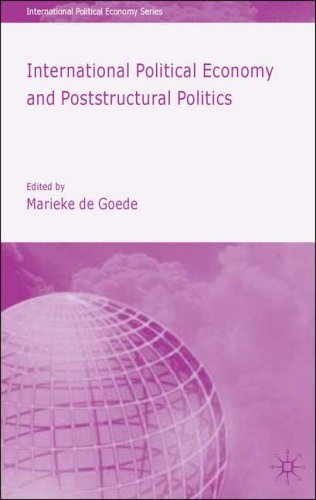 International Political Economy Series
International Political Economy
and Poststructural Politics
Edited by
Marieke de Goede